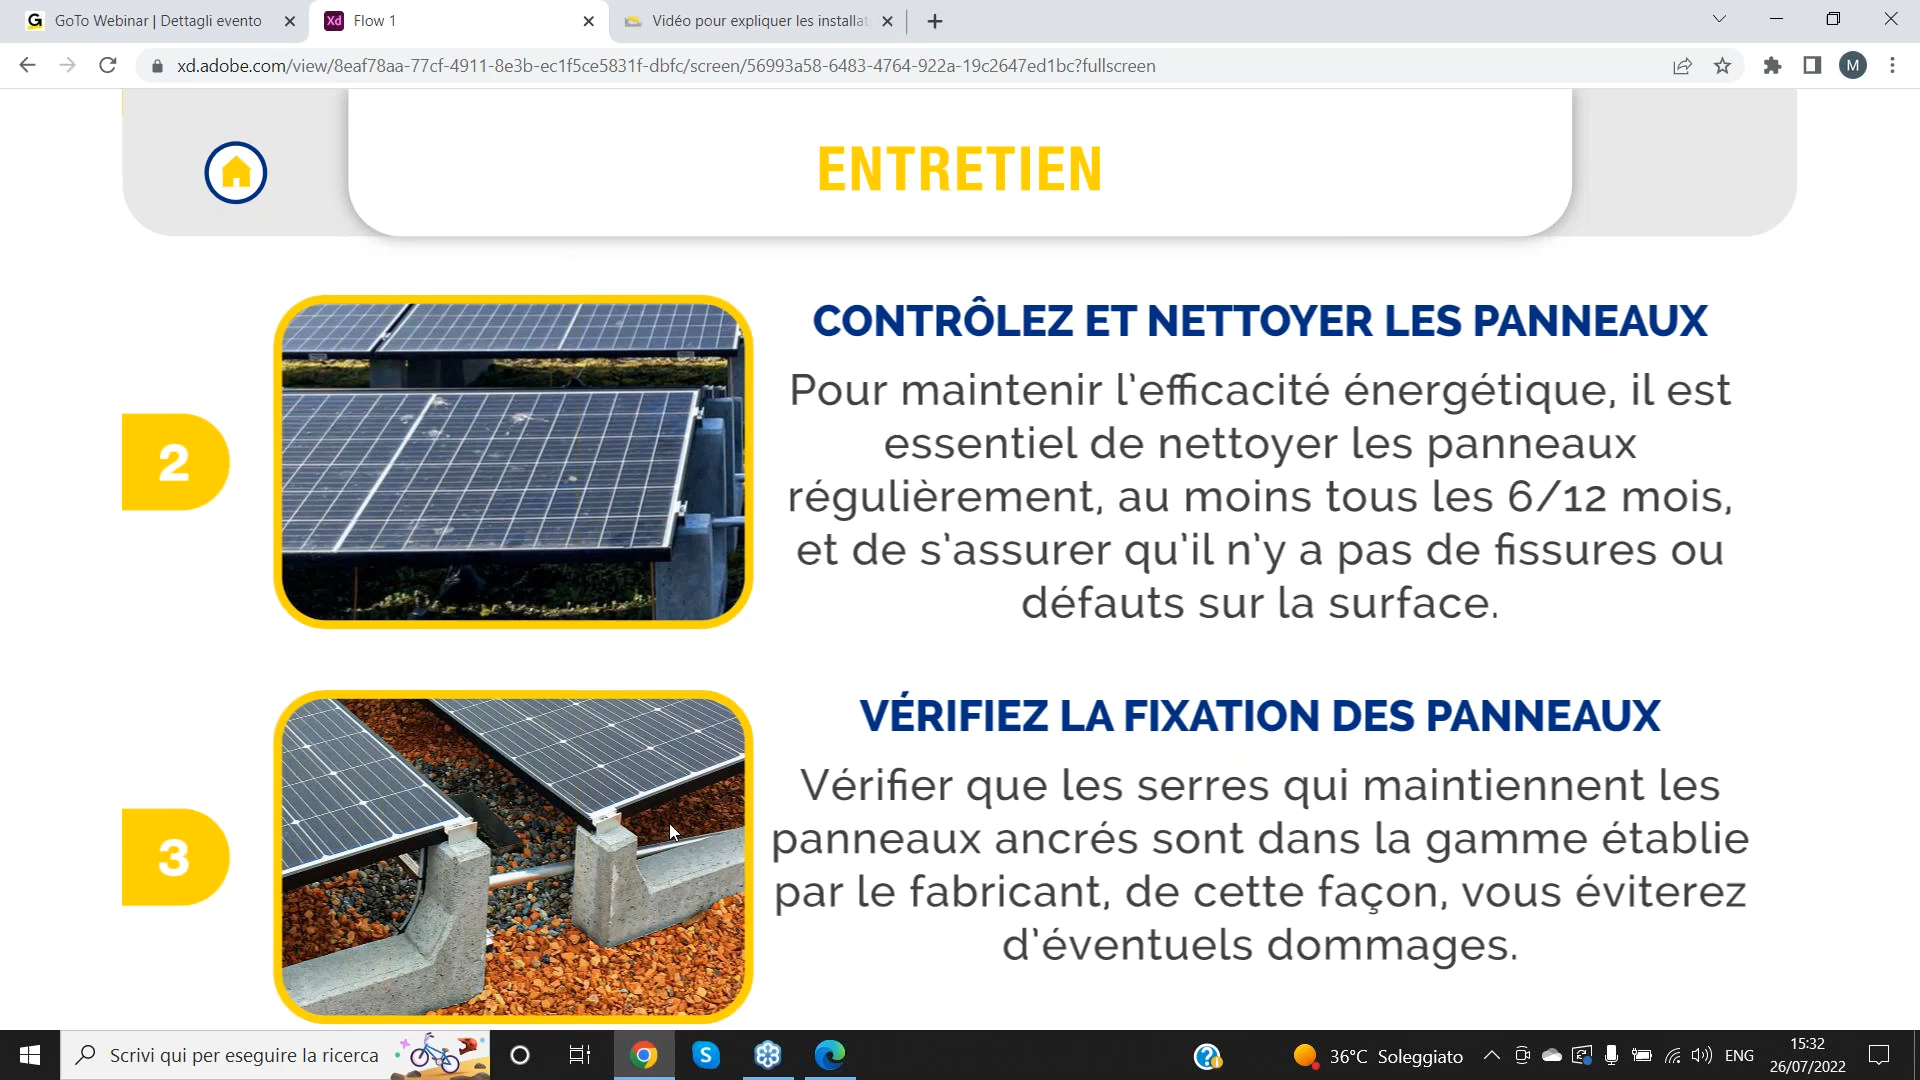 GoTo Webinar | Dettagli evento
Xd
Flow 1
Vidéo pour expliquer les installat
xd.adobe.com/view/8eaf78aa-77cf-4911-8e3b-ec1f5ce5831f-dbfc/screen/56993a58-6483-4764-922a-19c2647ed1bc?fullscreen
M
ENTRETIEN
2
CONTRÔLEZ ET NETTOYER LES PANNEAUX
Pour maintenir l’efficacité énergétique, il est
essentiel de nettoyer les panneaux
régulièrement, au moins tous les 6/12 mois,
et de s’assurer qu’il n’y a pas de fissures ou
défauts sur la surface.
3
VÉRIFIEZ LA FIXATION DES PANNEAUX
Vérifier que les serres qui maintiennent les
panneaux ancrés sont dans la gamme établie
par le fabricant, de cette façon, vous éviterez
d’éventuels dommages.
Scrivi qui per eseguire la ricerca
36°C Soleggiato
ENG
15:32
26/07/2022